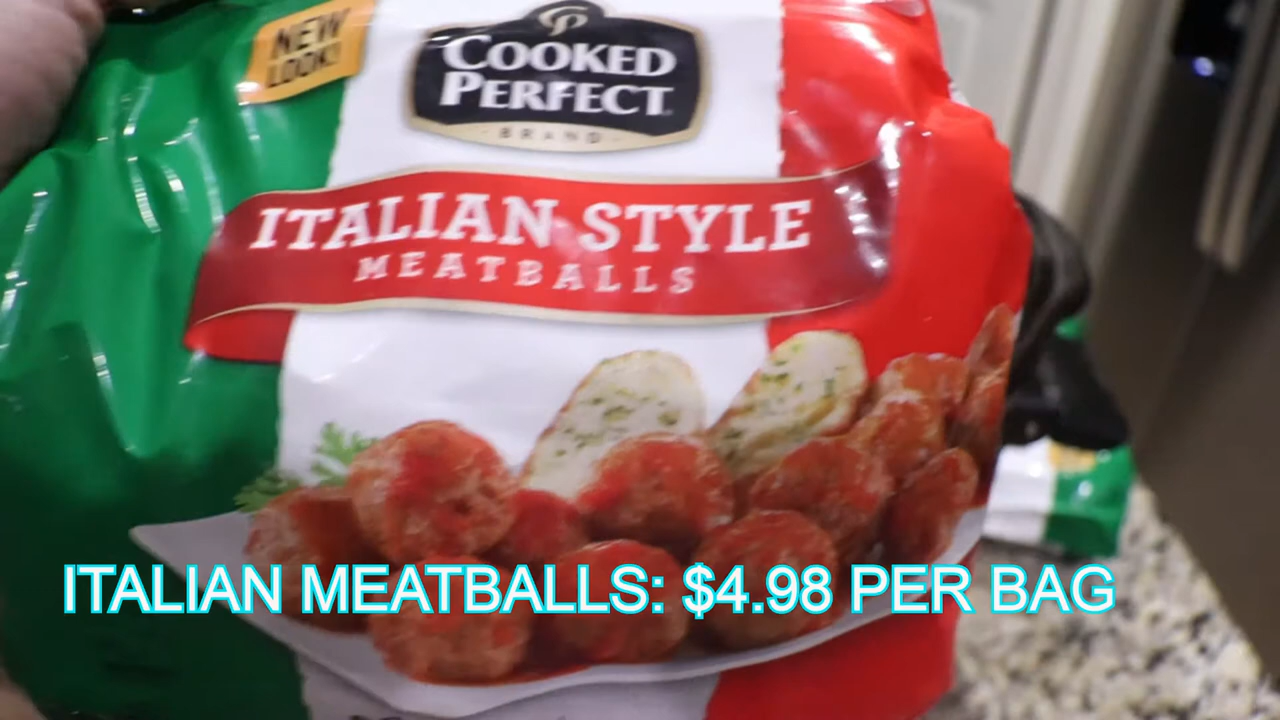 NEW
LOOK!
COOKED
PERFECT
BRAND
ITALIAN STYLE
MEATBALLS
ITALIAN MEATBALLS: $4.98 PER BAG